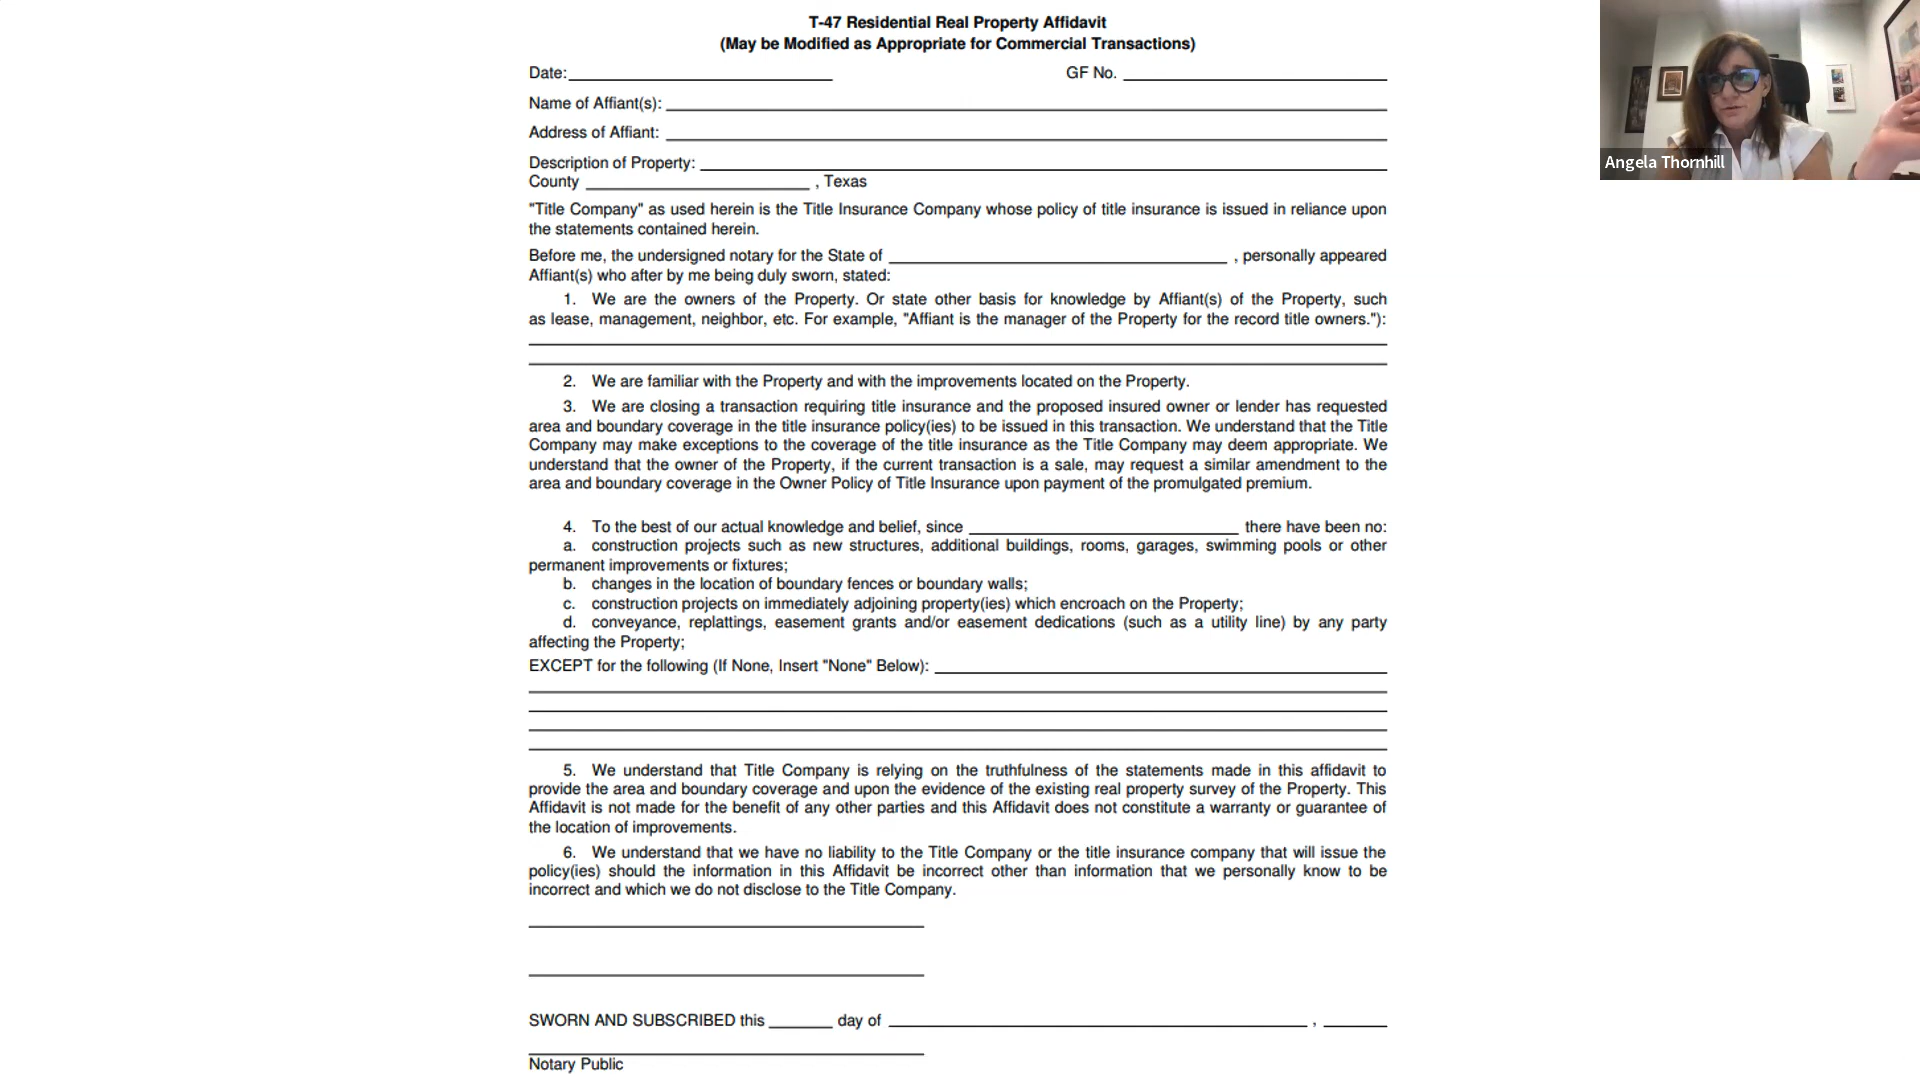 T-47 Residential Real Property Affidavit
(May be Modified as Appropriate for Commercial Transactions)
Date:
GF No.
Name of Affiant(s):
Address of Affiant:
Description of Property:
County , Texas
"Title Company" as used herein is the Title Insurance Company whose policy of title insurance is issued in reliance upon
the statements contained herein.
Before me, the undersigned notary for the State of , personally appeared
Affiant(s) who after by me being duly sworn, stated:
1. We are the owners of the Property. Or state other basis for knowledge by Affiant(s) of the Property, such
as lease, management, neighbor, etc. For example, "Affiant is the manager of the Property for the record title owners."):
2. We are familiar with the Property and with the improvements located on the Property.
3. We are closing a transaction requiring title insurance and the proposed insured owner or lender has requested
area and boundary coverage in the title insurance policy(ies) to be issued in this transaction. We understand that the Title
Company may make exceptions to the coverage of the title insurance as the Title Company may deem appropriate. We
understand that the owner of the Property, if the current transaction is a sale, may request a similar amendment to the
area and boundary coverage in the Owner Policy of Title Insurance upon payment of the promulgated premium.
4. To the best of our actual knowledge and belief, since there have been no:
a. construction projects such as new structures, additional buildings, rooms, garages, swimming pools or other
permanent improvements or fixtures;
b. changes in the location of boundary fences or boundary walls;
c. construction projects on immediately adjoining property(ies) which encroach on the Property;
d. conveyance, replattings, easement grants and/or easement dedications (such as a utility line) by any party
affecting the Property;
EXCEPT for the following (If None, Insert "None" Below):
5. We understand that Title Company is relying on the truthfulness of the statements made in this affidavit to
provide the area and boundary coverage and upon the evidence of the existing real property survey of the Property. This
Affidavit is not made for the benefit of any other parties and this Affidavit does not constitute a warranty or guarantee of
the location of improvements.
6. We understand that we have no liability to the Title Company or the title insurance company that will issue the
policy(ies) should the information in this Affidavit be incorrect other than information that we personally know to be
incorrect and which we do not disclose to the Title Company.
SWORN AND SUBSCRIBED this day of ,
Notary Public
Angela Thornhill